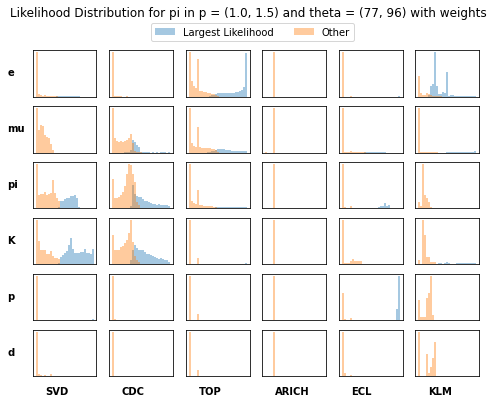 Likelihood Distribution for pi in p = (1.0, 1.5) and theta = (77, 96) with weights
Largest Likelihood Other
e
mu
pi
K
p
d
SVD CDC TOP ARICH ECL KLM